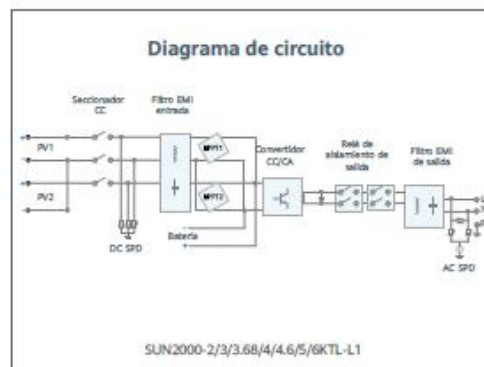 Diagrama de circuito
Seccionador
CC
Filtro EMI
entrada
PV1
PV2
DC SPD
MPPT1
MPPT2
Batería
Convertidor
CC/CA
Relé de
aislamiento de
salida
Filtro EMI
de salida
AC SPD
SUN2000-2/3/3.68/4/4.6/5/6KTL-L1